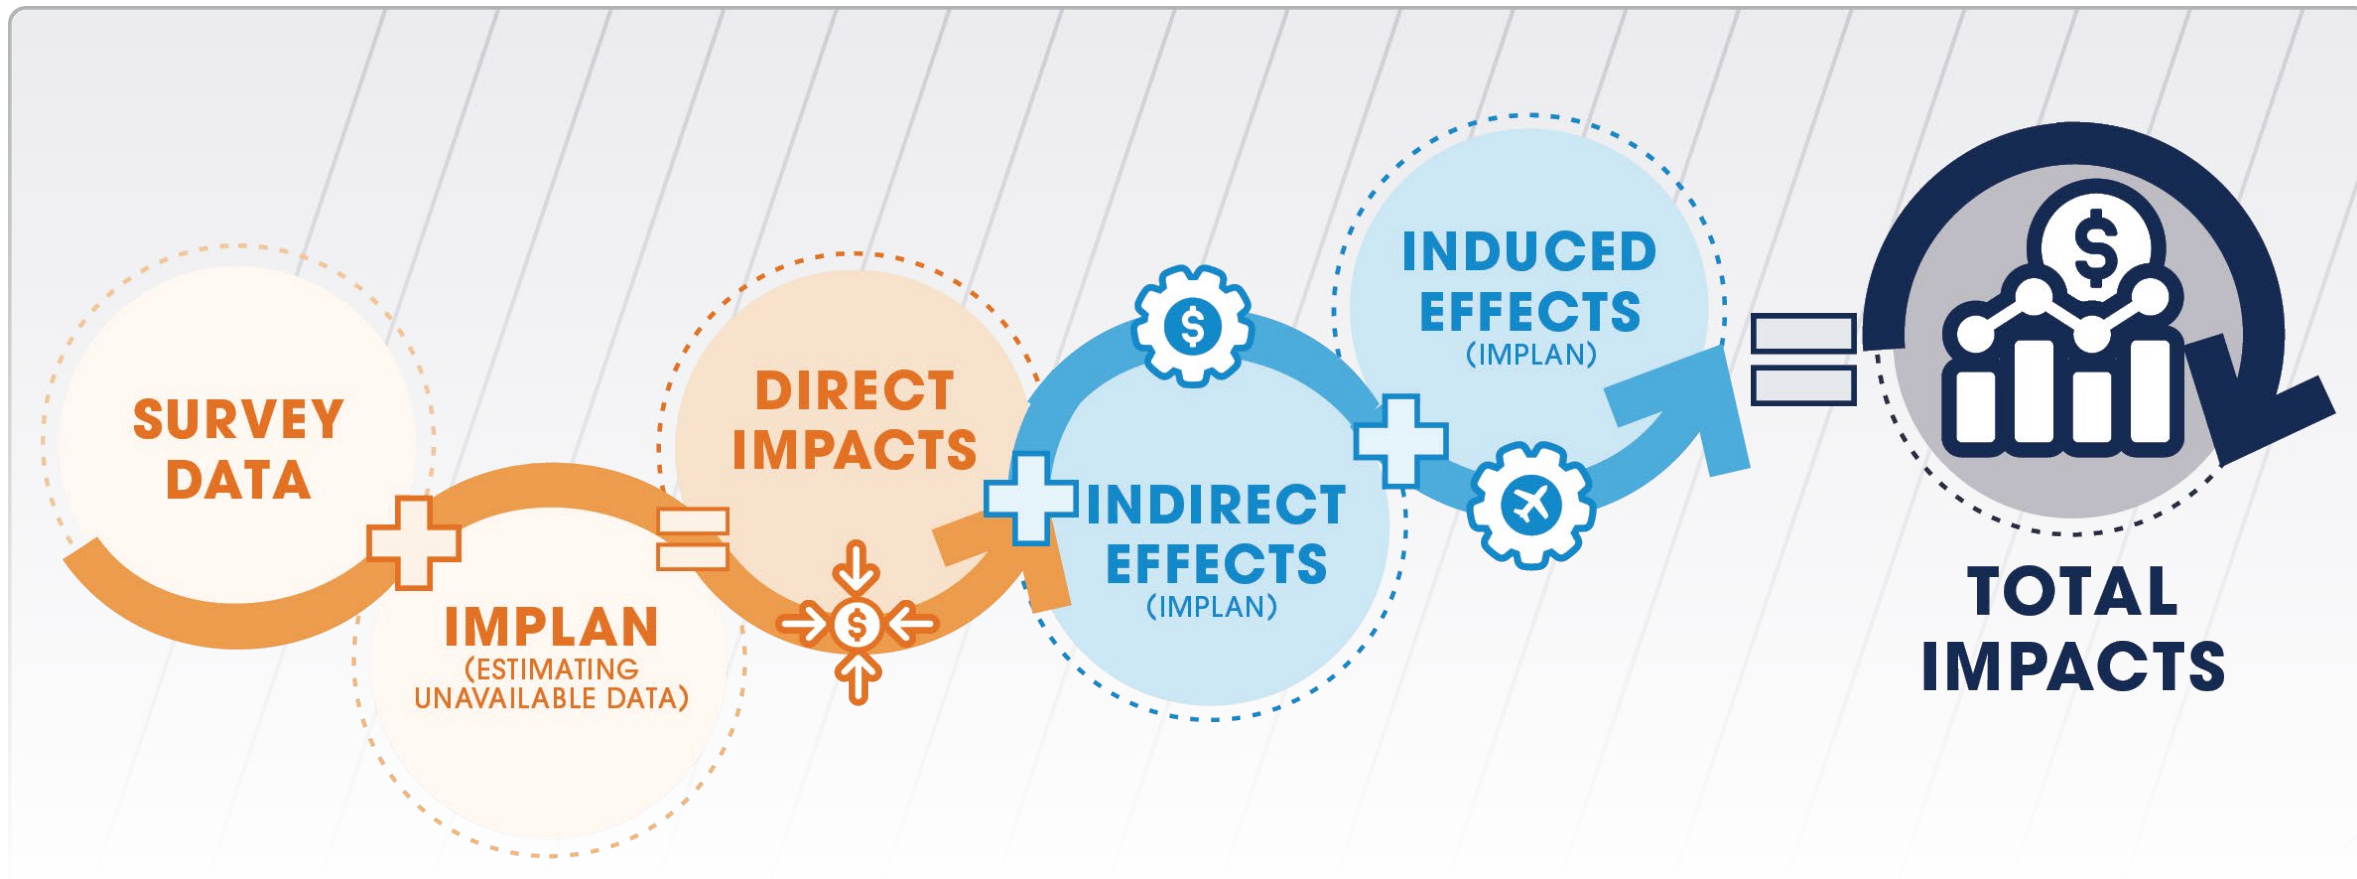 SURVEY
DATA
IMPLAN
(ESTIMATING
UNAVAILABLE DATA)
DIRECT
IMPACTS
$
INDIRECT
EFFECTS
(IMPLAN)
$
INDUCED
EFFECTS
(IMPLAN)
$
TOTAL
IMPACTS